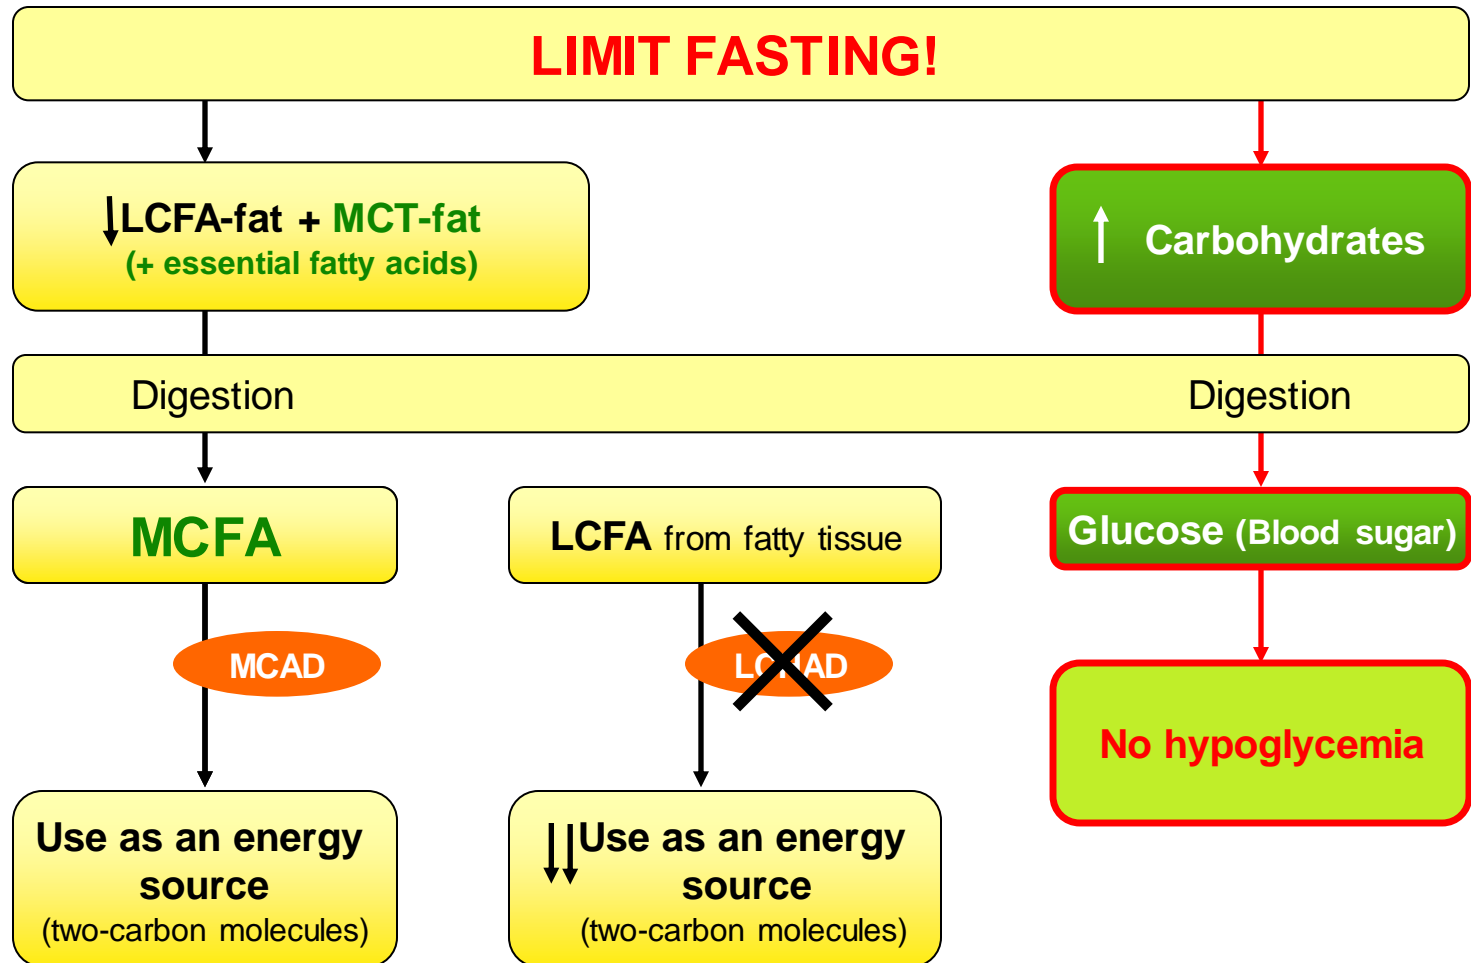 LIMIT FASTING!
LCFA-fat + MCT-fat
(+ essential fatty acids)
Carbohydrates
Digestion
Digestion
MCFA
LCFA from fatty tissue
Glucose (Blood sugar)
MCAD
LCHAD
No hypoglycemia
Use as an energy
source
(two-carbon molecules)
Use as an energy
source
(two-carbon molecules)